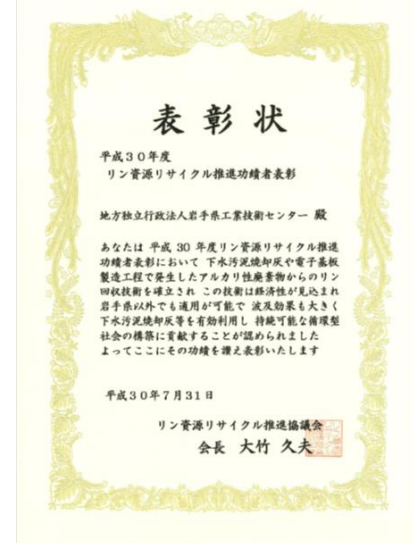 表彰状
平成30年度
リン資源リサイクル推進功績者表彰
地方独立行政法人岩手県工業技術センター 殿
あなたは 平成 30 年度リン資源リサイクル推進
功績者表彰において 下水汚泥焼却灰や電子基板
製造工程で発生したアルカリ性廃棄物からのリン
回収技術を確立され この技術は経済性が見込まれ
岩手県以外でも適用が可能で 波及効果も大きく
下水汚泥焼却灰等を有効利用し 持続可能な循環型
社会の構築に貢献することが認められました
よってここにその功績を讃え表彰いたします
平成30年7月31日
リン資源リサイクル推進協議会
会長 大竹 久夫